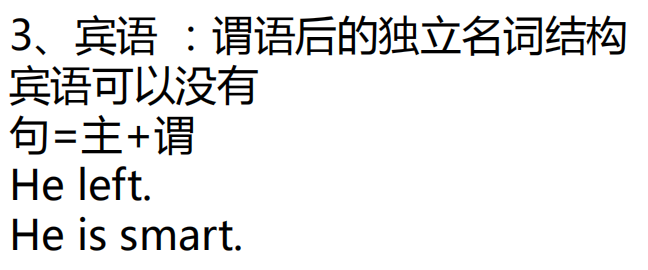 3、宾语 ：谓语后的独立名词结构
宾语可以没有
句=主+谓
He left.
He is smart.